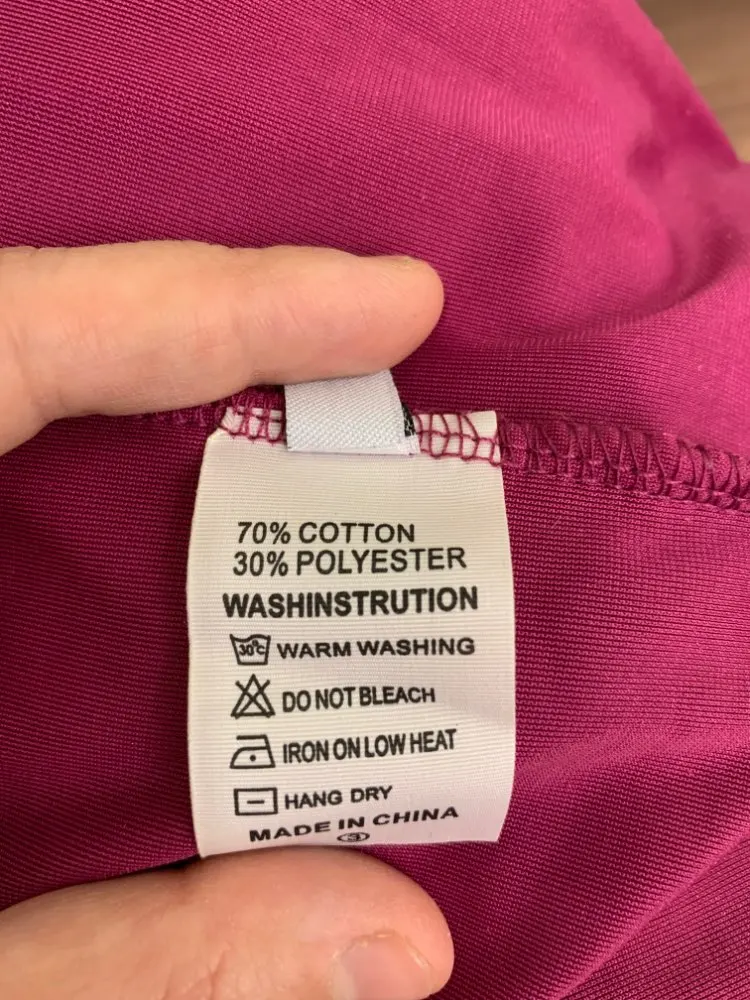 70% COTTON
30% POLYESTER
WASHINSTRUTION
30°C WARM WASHING
DO NOT BLEACH
IRON ON LOW HEAT
HANG DRY
MADE IN CHINA
3